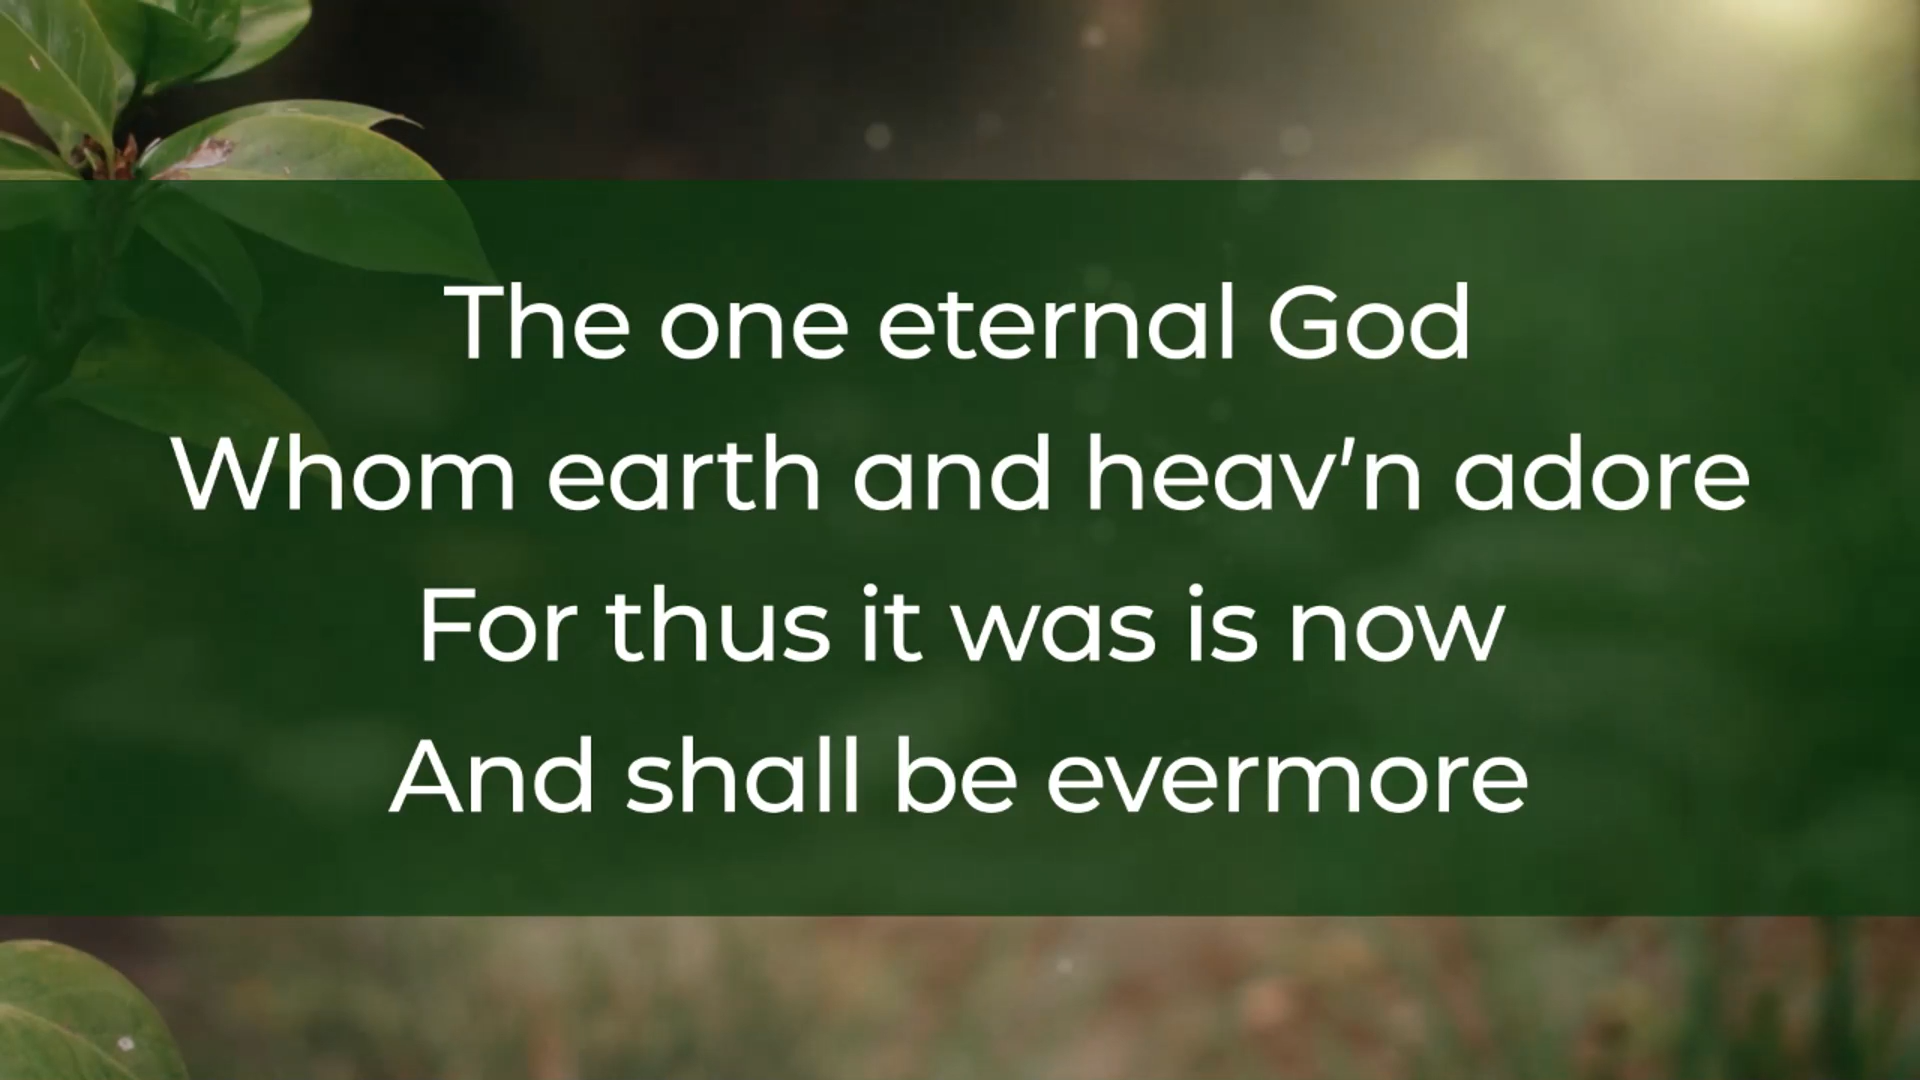 The one eternal God
Whom earth and heav'n adore
For thus it was is now
And shall be evermore